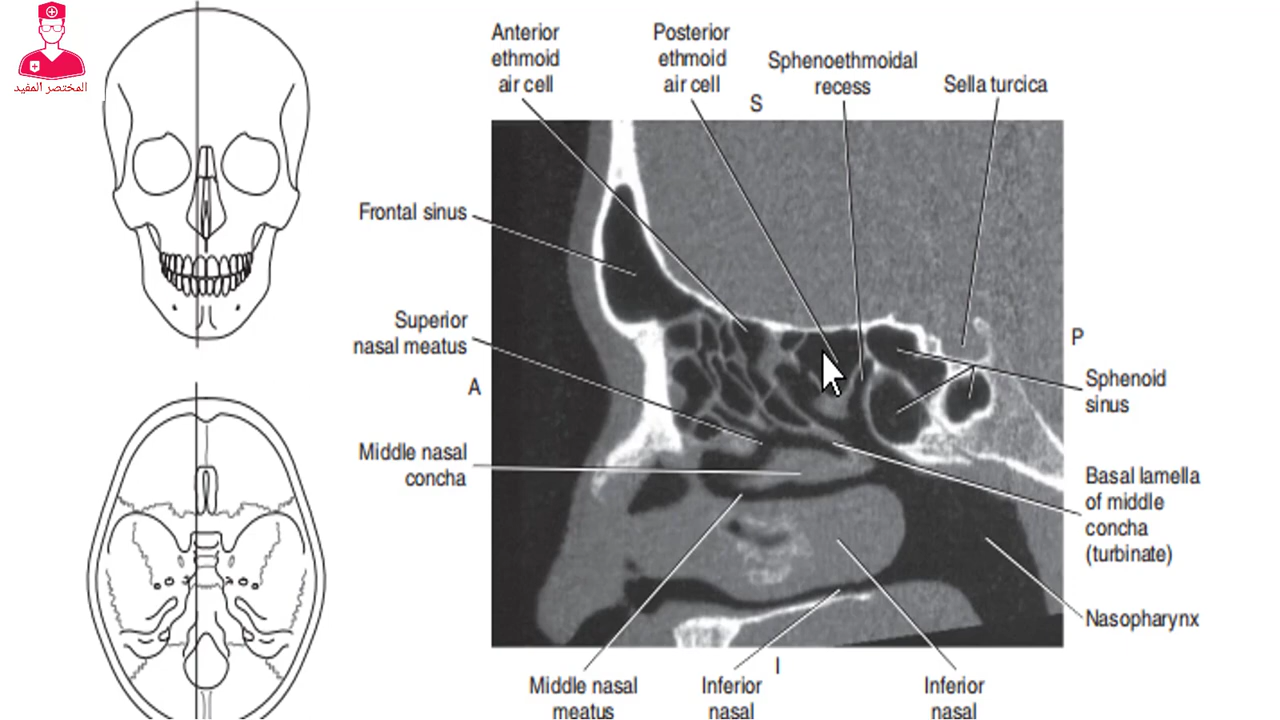 المختصر المفيد
Anterior
ethmoid
air cell
Posterior
ethmoid
air cell
Sphenoethmoidal
recess
Sella turcica
S
Frontal sinus
Superior
nasal meatus
A
P
Sphenoid
sinus
Middle nasal
concha
Basal lamella
of middle
concha
(turbinate)
Nasopharynx
I
Middle nasal
meatus
Inferior
nasal
Inferior
nasal